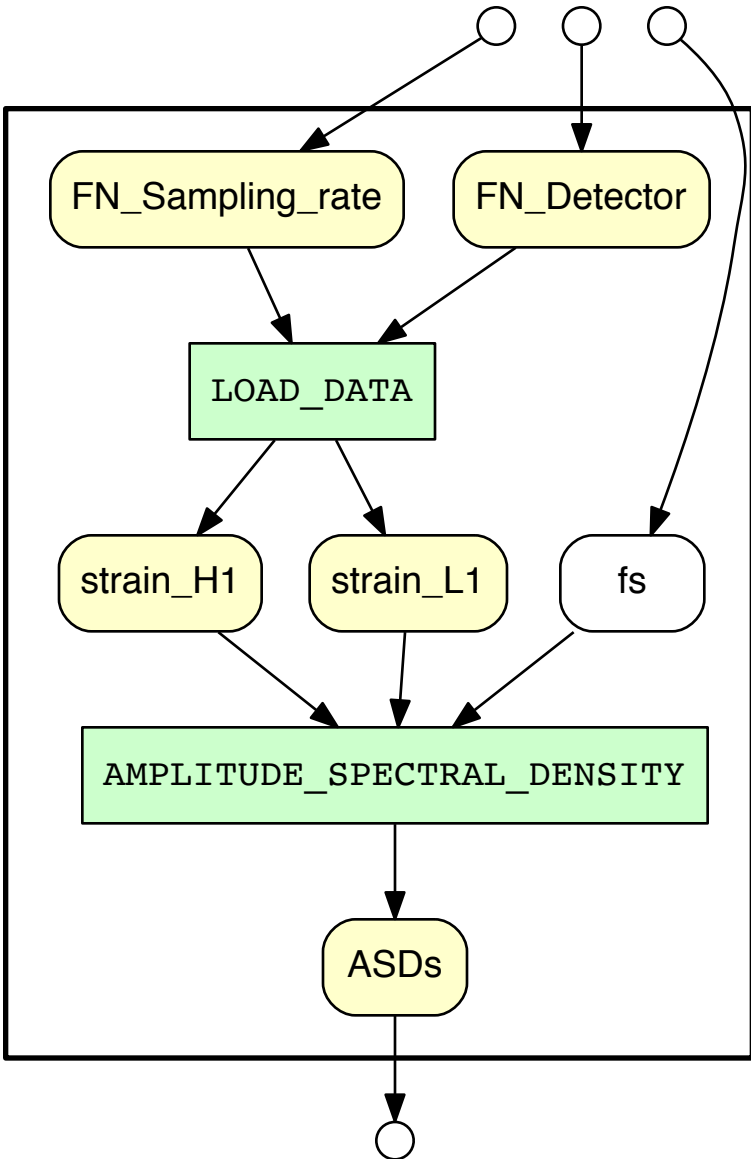 FN_Sampling_rate
FN_Detector
LOAD_DATA
strain_H1
strain_L1
fs
AMPLITUDE_SPECTRAL_DENSITY
ASDs